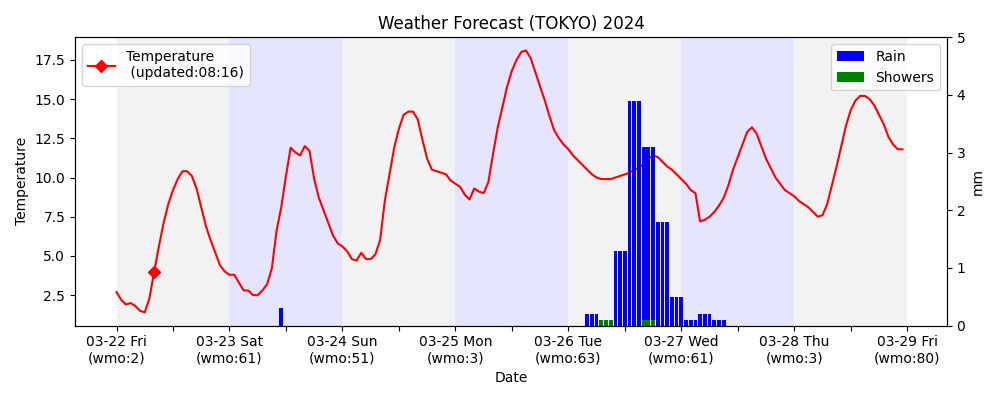 Weather Forecast (TOKYO) 2024
Temperature
(updated:08:16)
Rain
Showers
Temperature
17.5
15.0
12.5
10.0
7.5
5.0
2.5
5
4
3
2
1
0
mm
03-22 Fri
(wmo:2)
03-23 Sat
(wmo:61)
03-24 Sun
(wmo:51)
03-25 Mon
(wmo:3)
03-26 Tue
(wmo:63)
03-27 Wed
(wmo:61)
03-28 Thu
(wmo:3)
03-29 Fri
(wmo:80)
Date